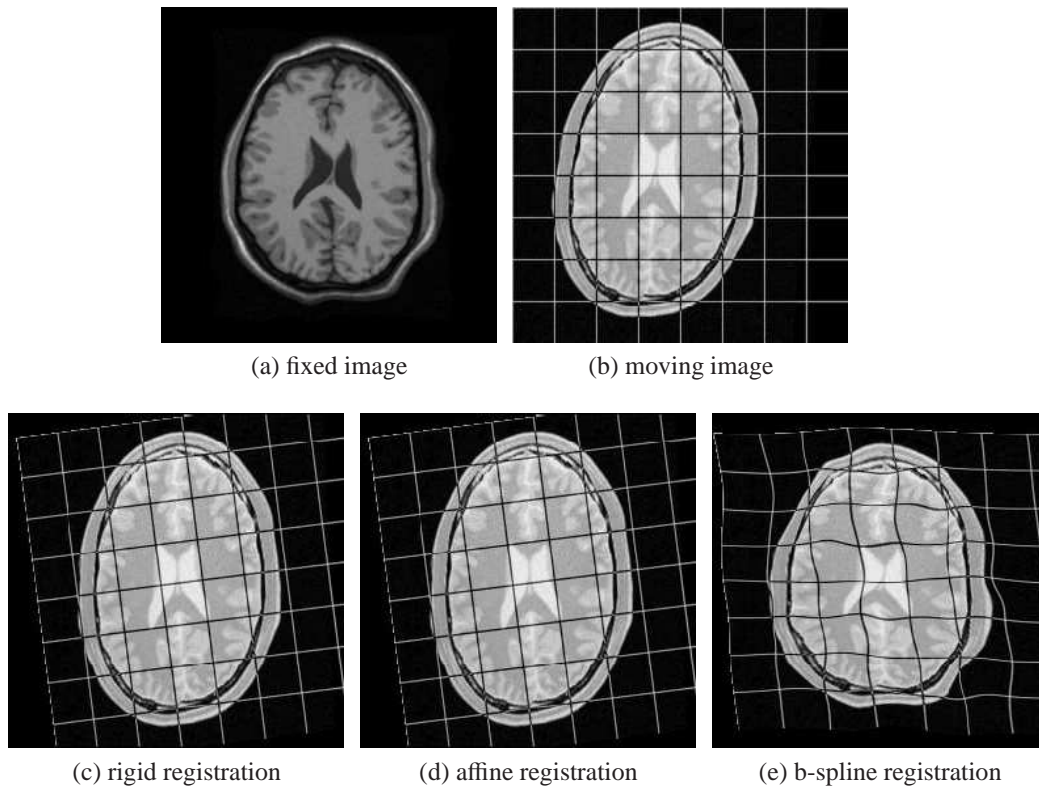 (a) fixed image
(b) moving image
(c) rigid registration
(d) affine registration
(e) b-spline registration